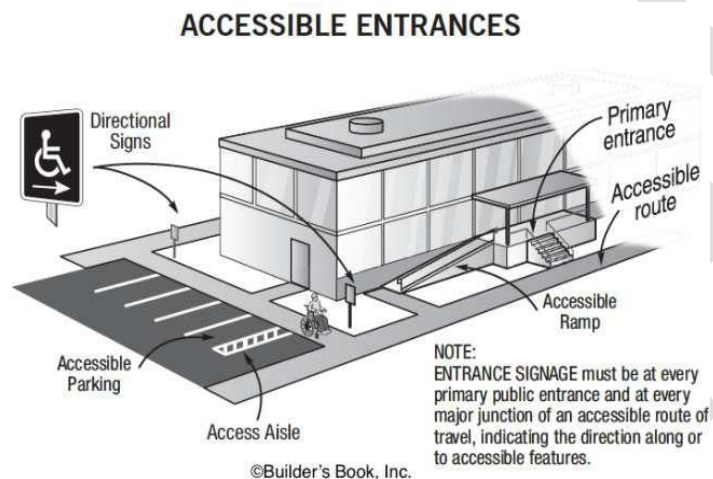 ACCESSIBLE ENTRANCES
Directional
Signs
Primary
entrance
Accessible
route
Accessible
Ramp
Accessible
Parking
Access Aisle
NOTE:
ENTRANCE SIGNAGE must be at every
primary public entrance and at every
major junction of an accessible route of
travel, indicating the direction along or
to accessible features.
©Builder's Book, Inc.